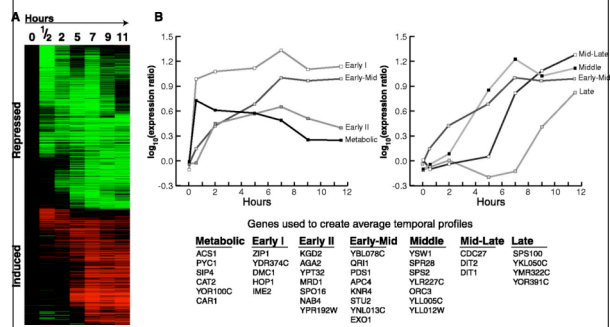 A
Hours
0 ½ 2 5 7 9 11
Repressed
Induced
B
log10(expression ratio)
1.5
1.2
0.9
0.6
0.3
0.0
-0.3
0 2 4 6 8 10 12
Hours
Early I
Early-Mid
Early II
Metabolic
log10(expression ratio)
1.5
1.2
0.9
0.6
0.3
0.0
-0.3
0 2 4 6 8 10 12
Hours
Mid-Late
Middle
Early-Mid
Late
Genes used to create average temporal profiles
Metabolic Early I Early II Early-Mid Middle Mid-Late Late
ACS1 ZIP1 KGD2 YBL078C YSW1 CDC27 SPS100
PYC1 YDR374C AGA2 QRI1 SPR28 DIT2 YKL050C
SIP4 DMC1 YPT32 PDS1 SPS2 DIT1 YMR322C
CAT2 HOP1 MRD1 APC4 YLR227C YOR391C
YOR100C IME2 SPO16 KNR4 ORC3
CAR1 NAB4 STU2 YLL005C
YPR192W YNL013C YLL012W
EXO1